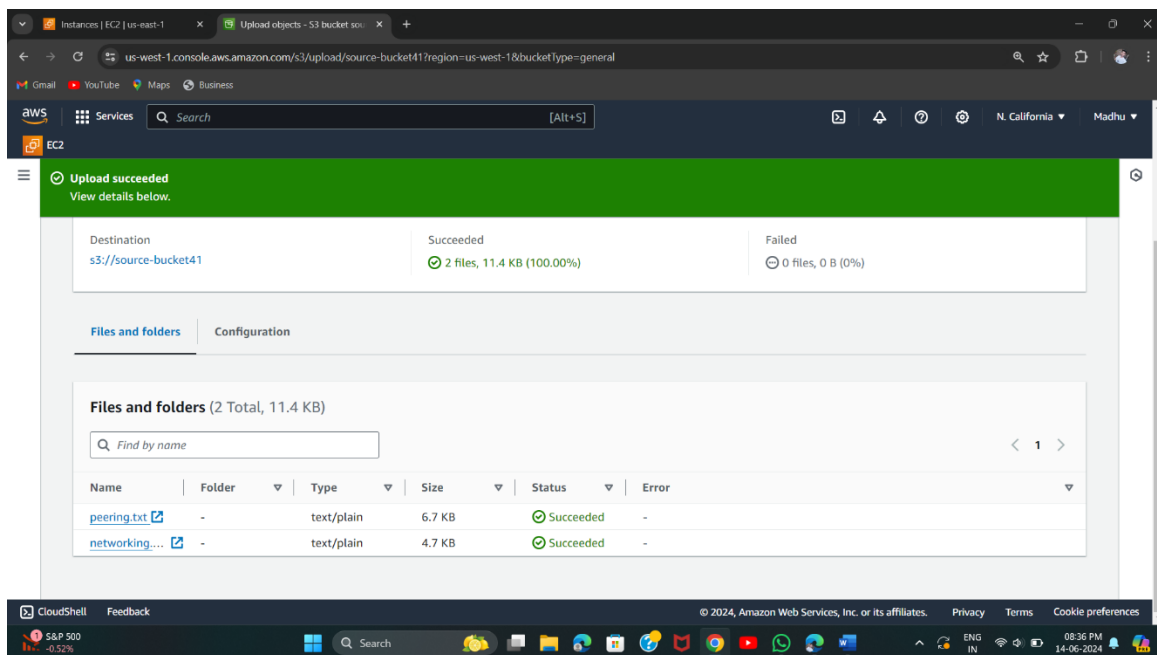 Instances | EC2 | us-east-1
Upload objects - S3 bucket sou
us-west-1.console.aws.amazon.com/s3/upload/source-bucket41?region=us-west-1&bucketType=general
Gmail YouTube Maps Business
aws Services Search [Alt+S] N. California Madhu
EC2
Upload succeeded
View details below.
Destination Succeeded Failed
s3://source-bucket41 2 files, 11.4 KB (100.00%) 0 files, 0 B (0%)
Files and folders Configuration
Files and folders (2 Total, 11.4 KB)
Find by name 1
Name Folder Type Size Status Error
peering.txt - text/plain 6.7 KB Succeeded -
networking.... - text/plain 4.7 KB Succeeded -
CloudShell Feedback © 2024, Amazon Web Services, Inc. or its affiliates. Privacy Terms Cookie preferences
1 S&P 500 -0.52% Search ENG IN 08:36 PM 14-06-2024